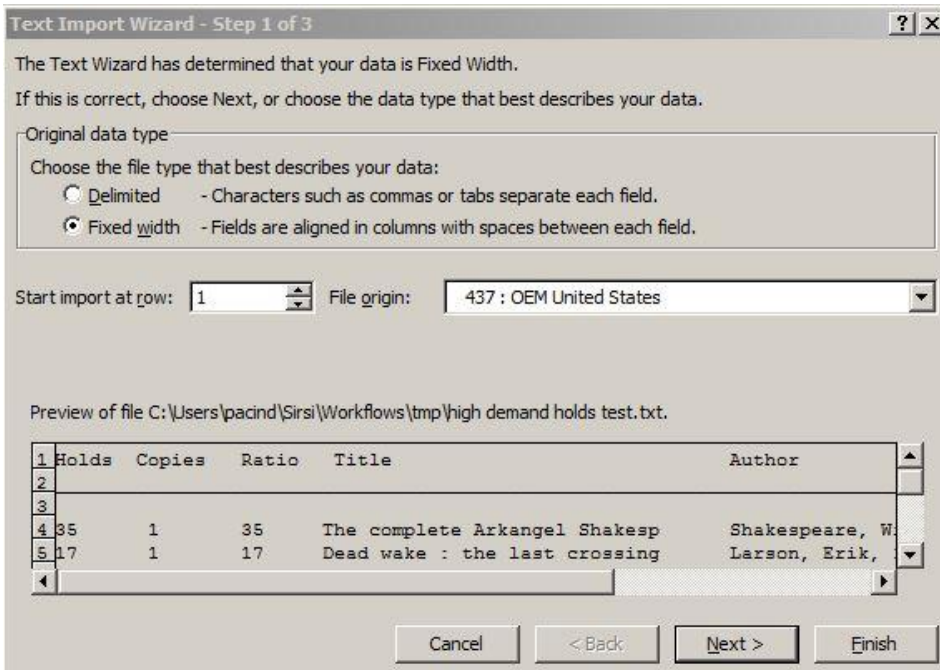 Text Import Wizard - Step 1 of 3
The Text Wizard has determined that your data is Fixed Width.
If this is correct, choose Next, or choose the data type that best describes your data.
Original data type
Choose the file type that best describes your data:
Delimited - Characters such as commas or tabs separate each field.
Fixed width - Fields are aligned in columns with spaces between each field.
Start import at row: 1 File origin: 437 : OEM United States
Preview of file C:\Users\pacind\Sirsi\Workflows\tmp\high demand holds test.txt.
1 Holds Copies Ratio Title Author
2
3
4 35 1 35 The complete Arkangel Shakesp Shakespeare, W
5 17 1 17 Dead wake : the last crossing Larson, Erik,
Cancel < Back Next > Finish